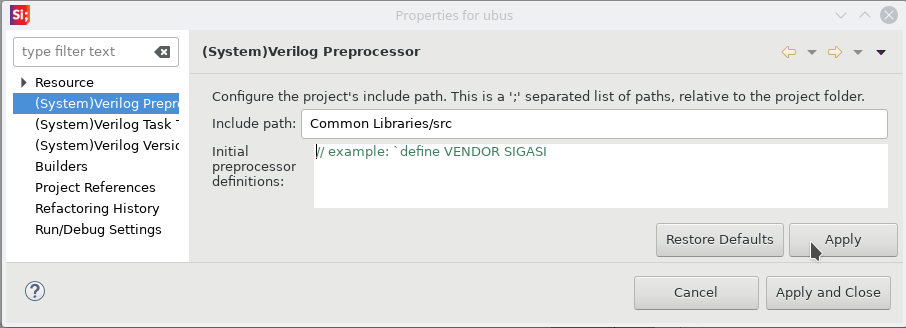 Si;
Properties for ubus
type filter text
(System)Verilog Preprocessor
Resource
(System)Verilog Prepr
(System)Verilog Task
(System)Verilog Versic
Builders
Project References
Refactoring History
Run/Debug Settings
Configure the project's include path. This is a ';' separated list of paths, relative to the project folder.
Include path: Common Libraries/src
Initial
preprocessor
definitions:
// example: `define VENDOR SIGASI
Restore Defaults
Apply
?
Cancel
Apply and Close